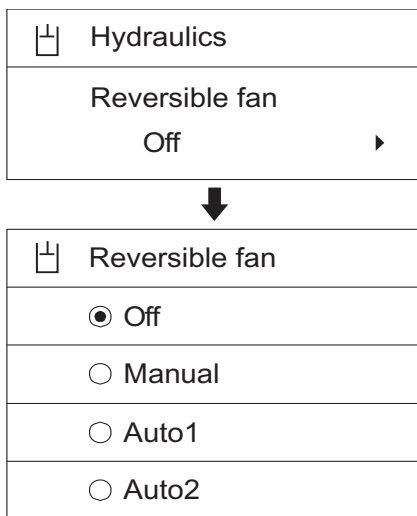 Hydraulics
Reversible fan
Off
Reversible fan
Off
Manual
Auto1
Auto2